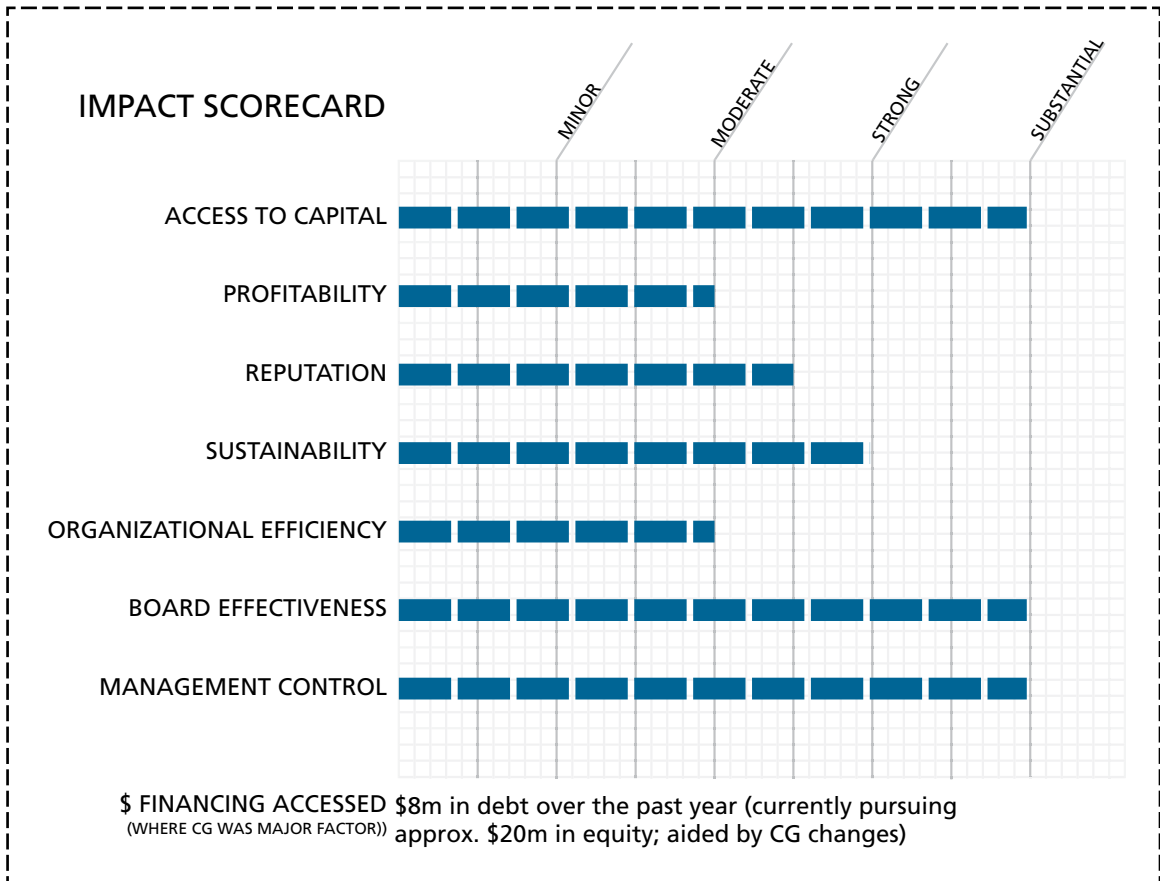 IMPACT SCORECARD
MINOR
MODERATE
STRONG
SUBSTANTIAL
ACCESS TO CAPITAL
PROFITABILITY
REPUTATION
SUSTAINABILITY
ORGANIZATIONAL EFFICIENCY
BOARD EFFECTIVENESS
MANAGEMENT CONTROL
$ FINANCING ACCESSED
(WHERE CG WAS MAJOR FACTOR))
$8m in debt over the past year (currently pursuing
approx. $20m in equity; aided by CG changes)